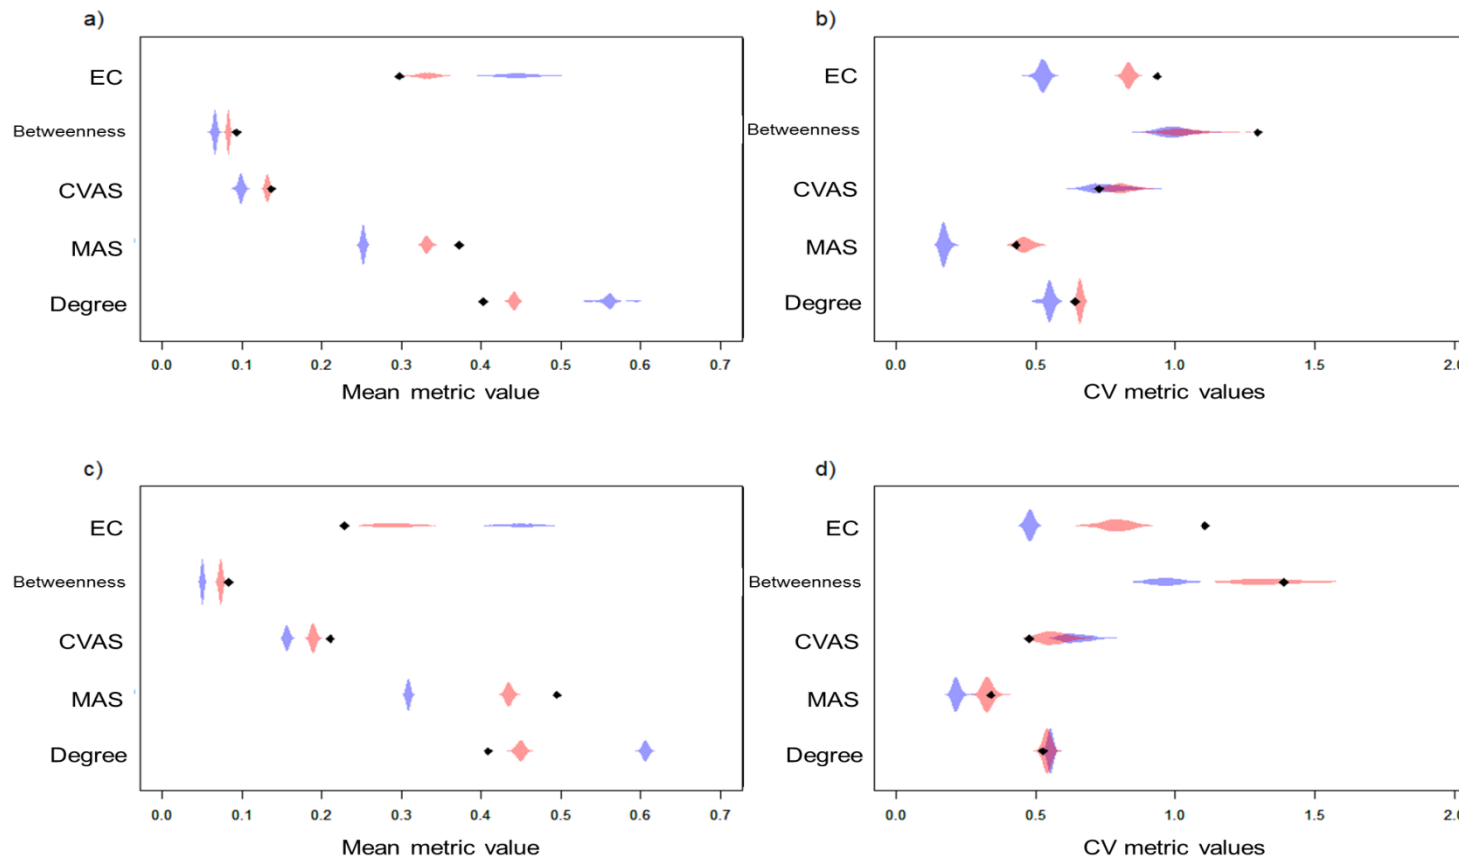 a)
EC
Betweenness
CVAS
MAS
Degree
0.0 0.1 0.2 0.3 0.4 0.5 0.6 0.7
Mean metric value
b)
EC
Betweenness
CVAS
MAS
Degree
0.0 0.5 1.0 1.5 2.0
CV metric values
c)
EC
Betweenness
CVAS
MAS
Degree
0.0 0.1 0.2 0.3 0.4 0.5 0.6 0.7
Mean metric value
d)
EC
Betweenness
CVAS
MAS
Degree
0.0 0.5 1.0 1.5 2.0
CV metric values